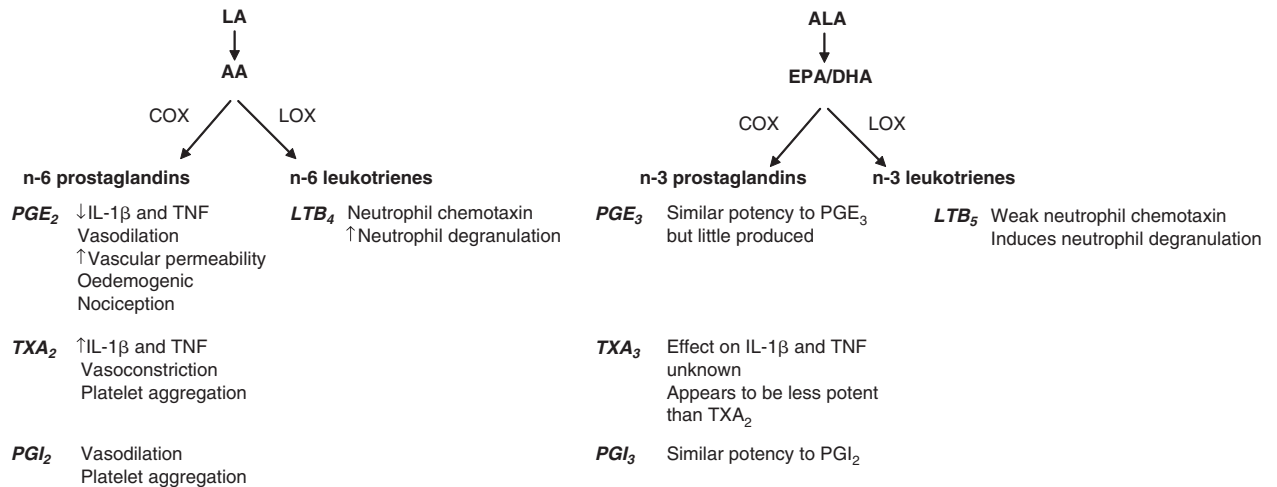 LA
AA
COX
LOX
n-6 prostaglandins
n-6 leukotrienes
PGE2 ↓IL-1β and TNF
Vasodilation
↑Vascular permeability
Oedemogenic
Nociception
LTB4 Neutrophil chemotaxin
↑Neutrophil degranulation
TXA2 ↑IL-1β and TNF
Vasoconstriction
Platelet aggregation
PGI2 Vasodilation
Platelet aggregation
ALA
EPA/DHA
COX
LOX
n-3 prostaglandins
n-3 leukotrienes
PGE3 Similar potency to PGE3
but little produced
LTB5 Weak neutrophil chemotaxin
Induces neutrophil degranulation
TXA3 Effect on IL-1β and TNF
unknown
Appears to be less potent
than TXA2
PGI3 Similar potency to PGI2